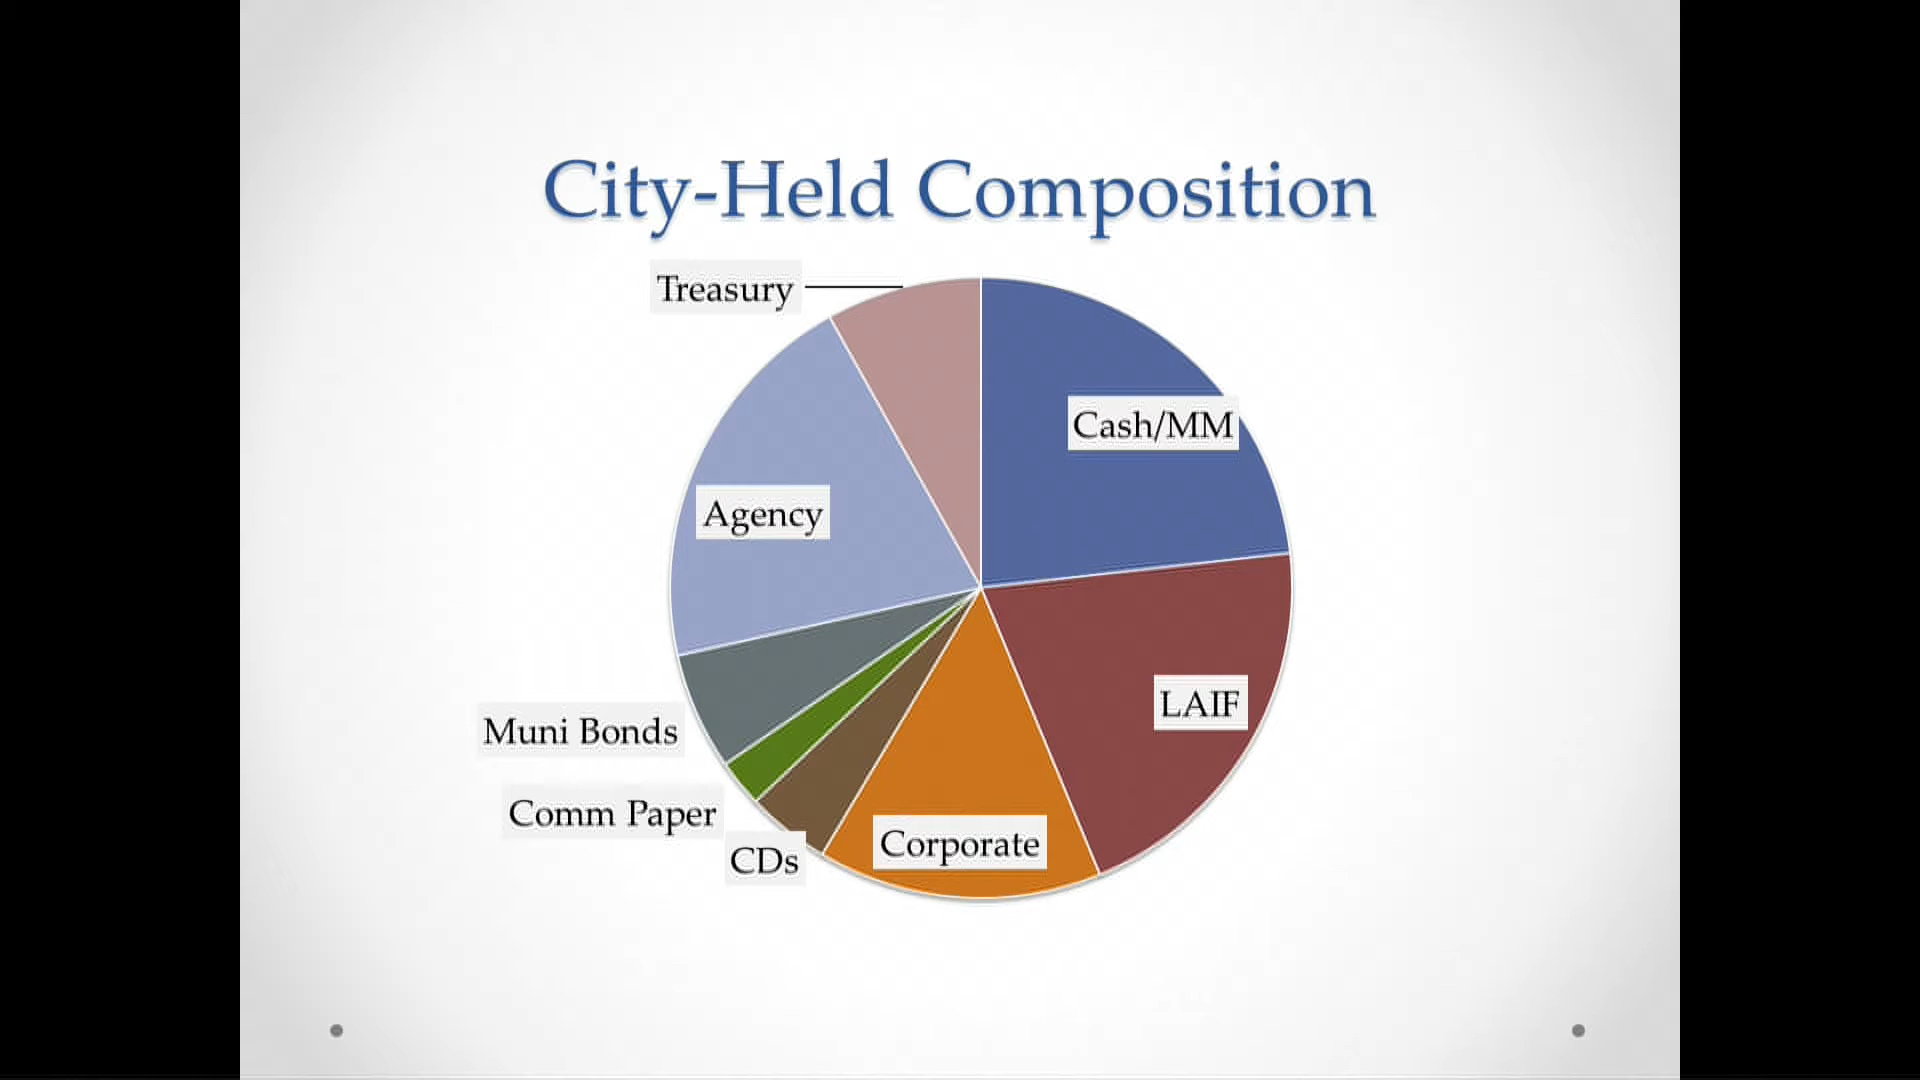 City-Held Composition
Treasury
Cash/MM
Agency
LAIF
Muni Bonds
Comm Paper
Corporate
CDs